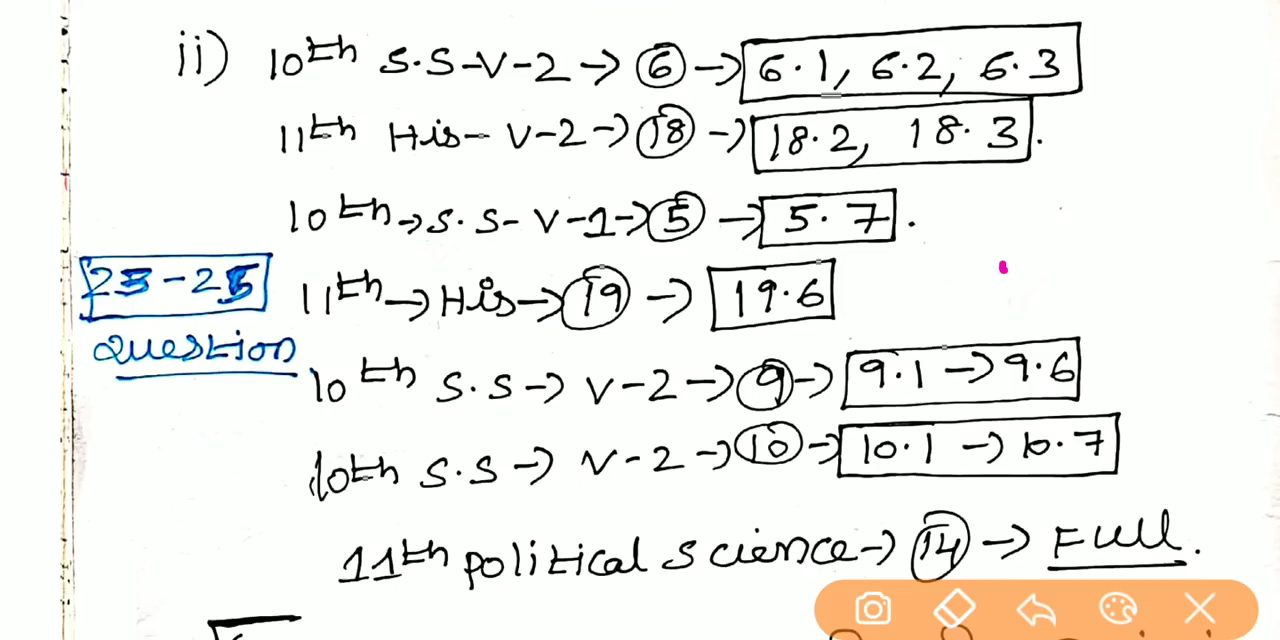 ii) 10th S.S-V-2 → 6 → 6.1, 6.2, 6.3
11th His- V-2 → 18 → 18.2, 18.3.
10th → S.S- V-1 → 5 → 5.7.
23-25
Question
11th → His → 19 → 19.6
10th S.S → V-2 → 9 → 9.1 → 9.6
10th S.S → V-2 → 10 → 10.1 → 10.7
11th political science → 14 → Full.